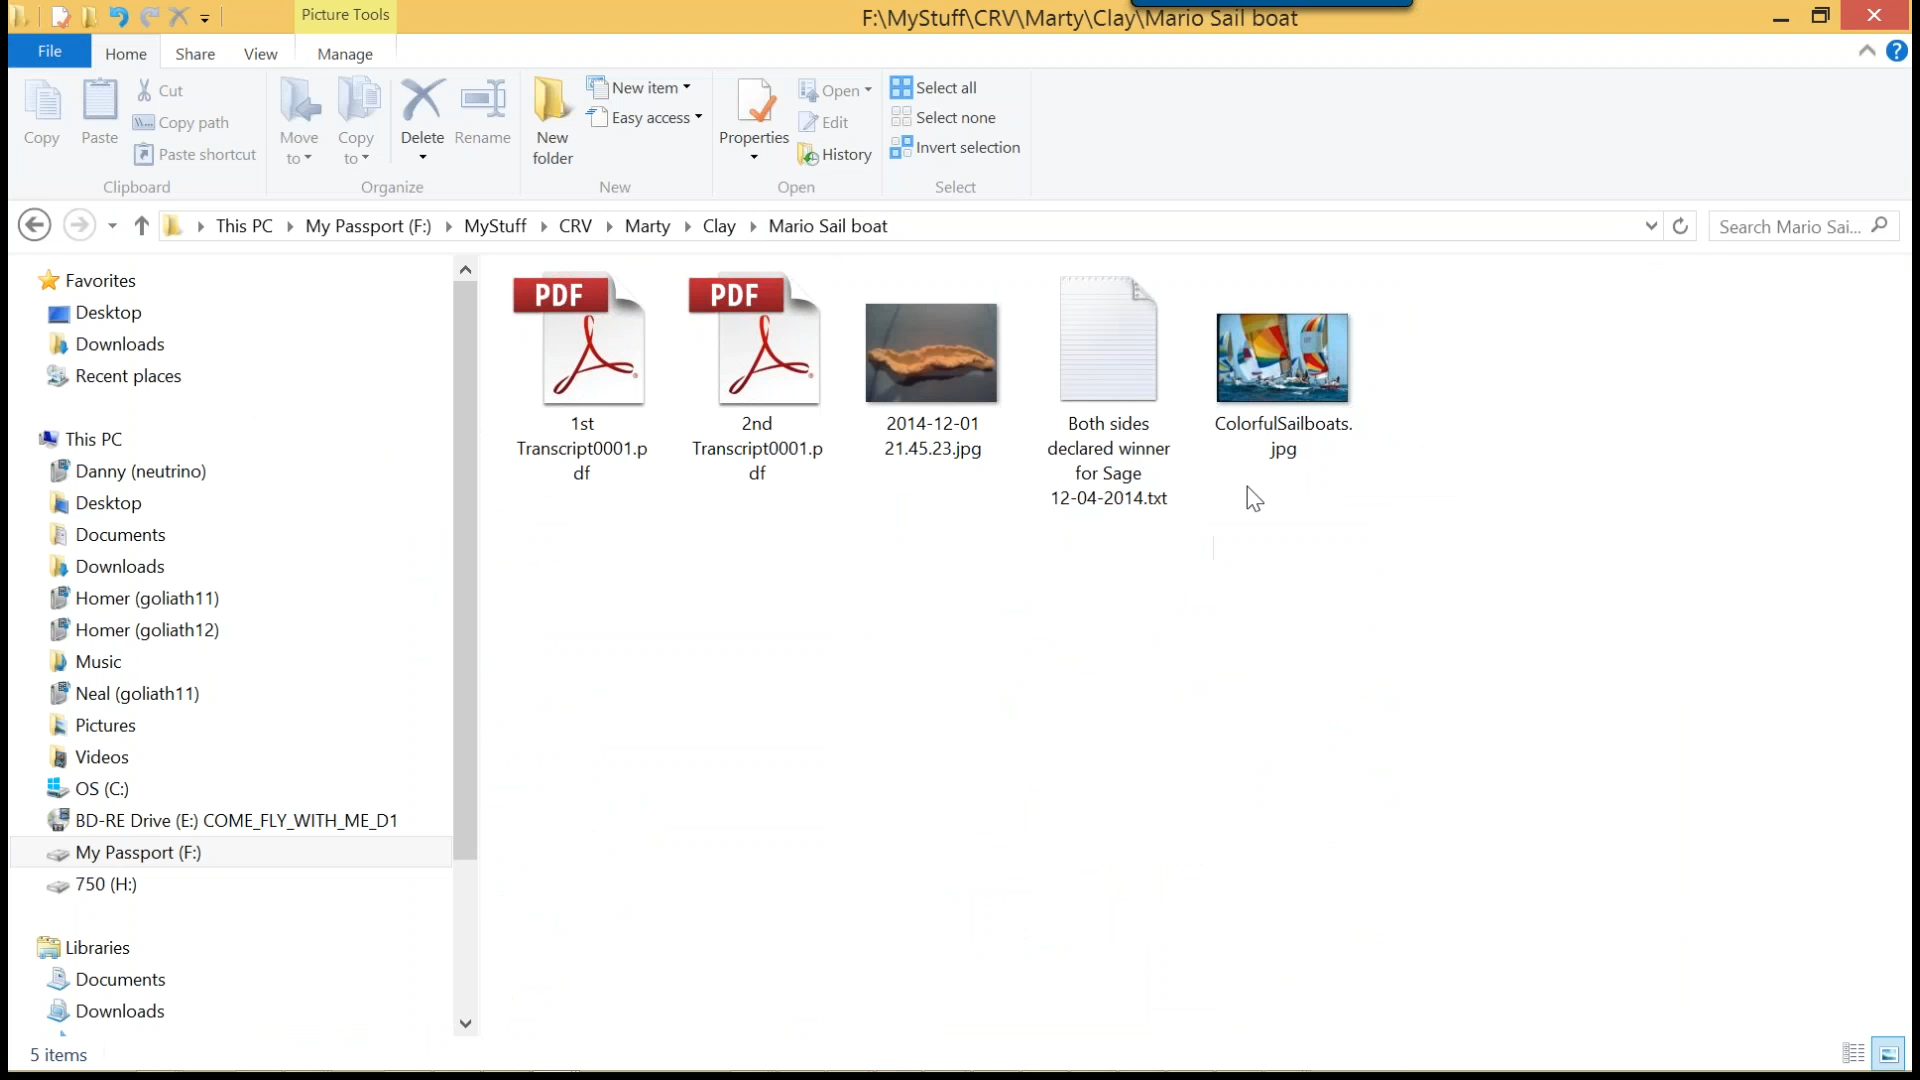 Picture Tools
F:\MyStuff\CRV\Marty\Clay\Mario Sail boat
File
Home
Share
View
Manage
Copy
Paste
Cut
Copy path
Paste shortcut
Clipboard
Move
to
Copy
to
Delete
Rename
Organize
New
folder
New item
Easy access
New
Properties
Open
Edit
History
Open
Select all
Select none
Invert selection
Select
This PC
My Passport (F:)
MyStuff
CRV
Marty
Clay
Mario Sail boat
Search Mario Sai...
Favorites
Desktop
Downloads
Recent places
This PC
Danny (neutrino)
Desktop
Documents
Downloads
Homer (goliath11)
Homer (goliath12)
Music
Neal (goliath11)
Pictures
Videos
OS (C:)
BD-RE Drive (E:) COME_FLY_WITH_ME_D1
My Passport (F:)
750 (H:)
Libraries
Documents
Downloads
PDF
1st
Transcript0001.p
df
PDF
2nd
Transcript0001.p
df
2014-12-01
21.45.23.jpg
Both sides
declared winner
for Sage
12-04-2014.txt
ColorfulSailboats.
jpg
5 items